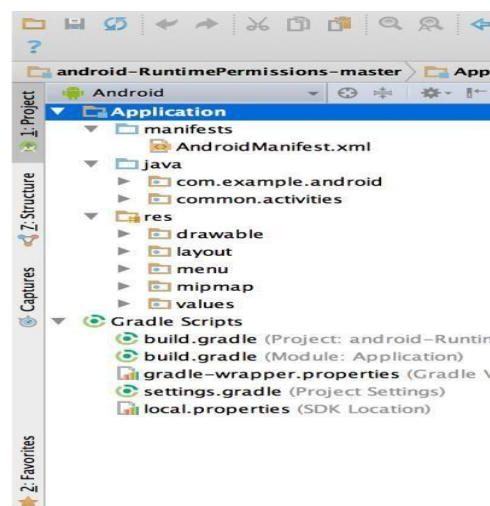 ?
android-RuntimePermissions-master
App
1: Project
Android
Application
manifests
AndroidManifest.xml
java
com.example.android
common.activities
res
drawable
layout
menu
mipmap
values
Gradle Scripts
build.gradle (Project: android-Runtin
build.gradle (Module: Application)
gradle-wrapper.properties (Gradle V
settings.gradle (Project Settings)
local.properties (SDK Location)
7: Structure
Captures
2: Favorites